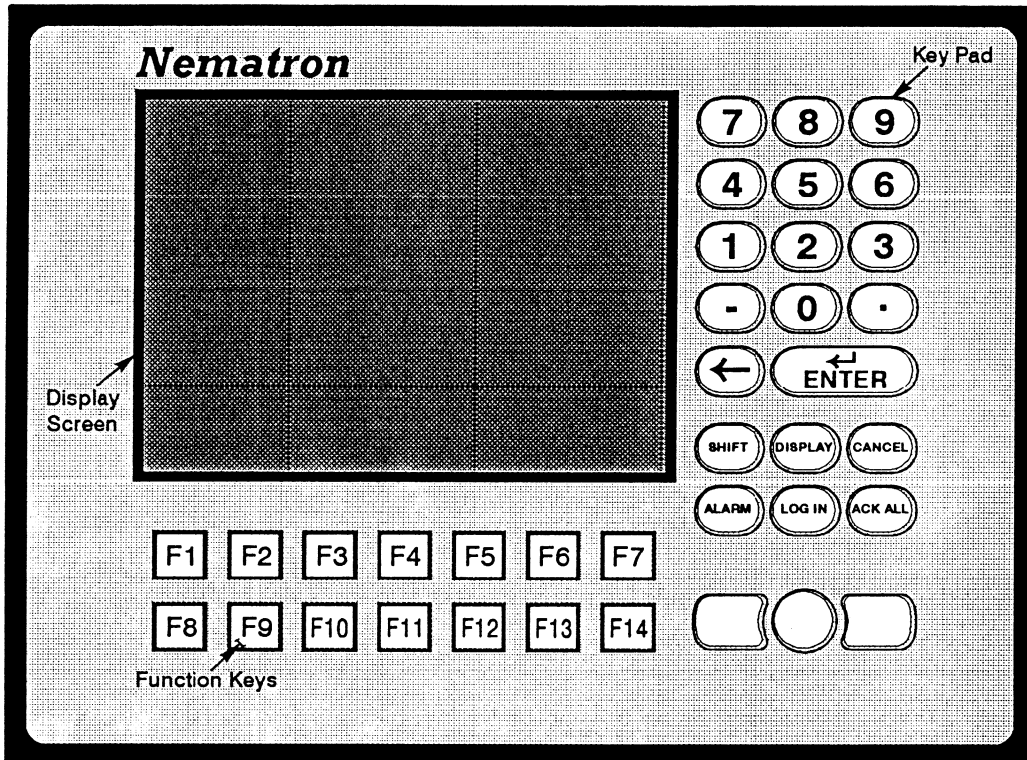 Nematron
Key Pad
7 8 9
4 5 6
1 2 3
- 0 .
← ↵ ENTER
Display
Screen
SHIFT DISPLAY CANCEL
ALARM LOG IN ACK ALL
F1 F2 F3 F4 F5 F6 F7
F8 F9 F10 F11 F12 F13 F14
Function Keys